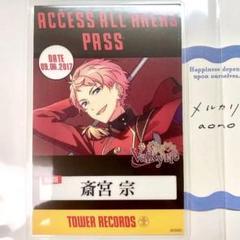 ACCESS ALL AREAS
PASS
DATE
09.06.2017
Valkyrie
斎宮 宗
TOWER RECORDS
Happiness depends
upon ourselves.
メルカリ
aono